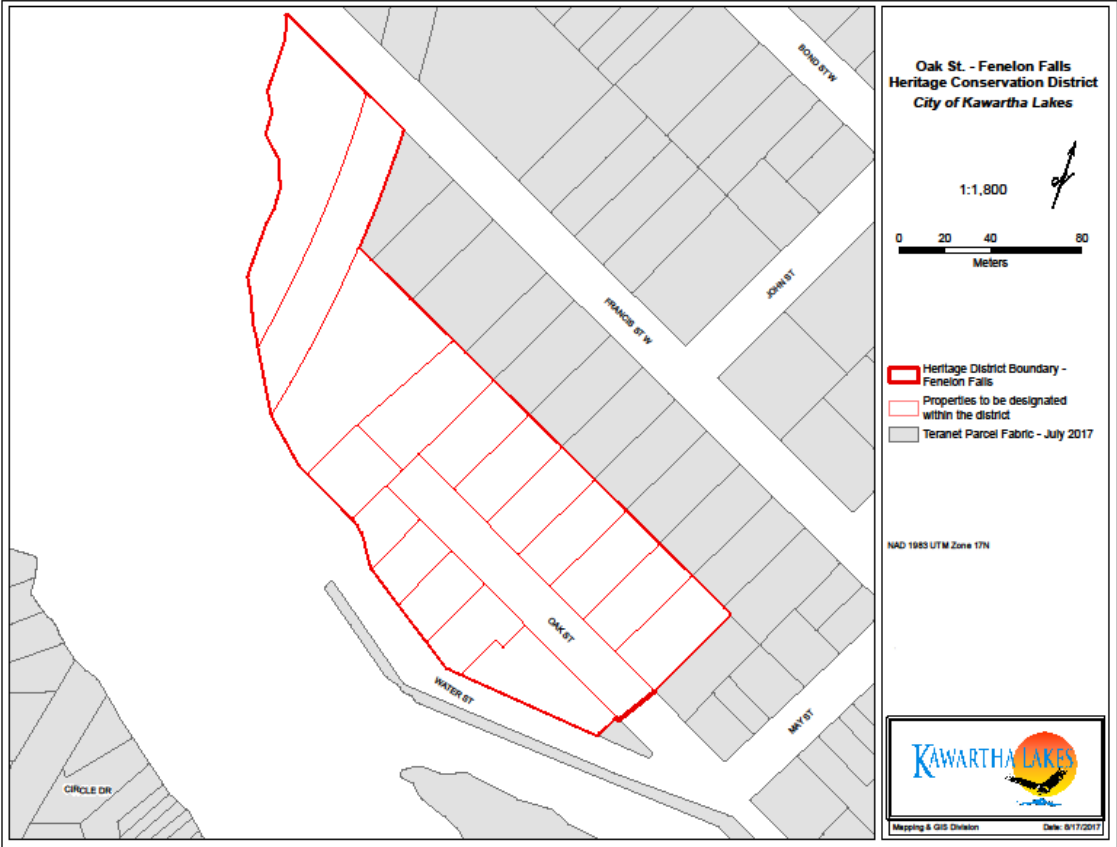 BOND ST W
JOHN ST
FRANCIS ST W
OAK ST
WATER ST
MAY ST
CIRCLE DR
Oak St. - Fenelon Falls
Heritage Conservation District
City of Kawartha Lakes
1:1,800
0 20 40 80
Meters
Heritage District Boundary -
Fenelon Falls
Properties to be designated
within the district
Teranet Parcel Fabric - July 2017
NAD 1983 UTM Zone 17N
KAWARTHA LAKES
Mapping & GIS Division Date: 8/17/2017